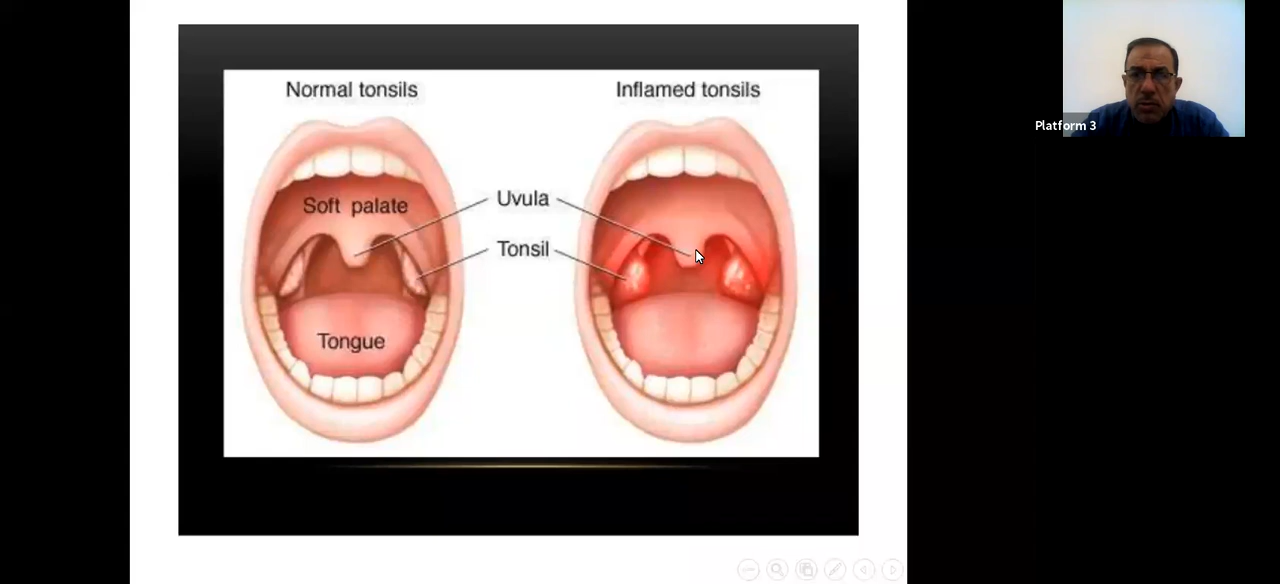 Normal tonsils
Inflamed tonsils
Soft palate
Uvula
Tonsil
Tongue
Platform 3